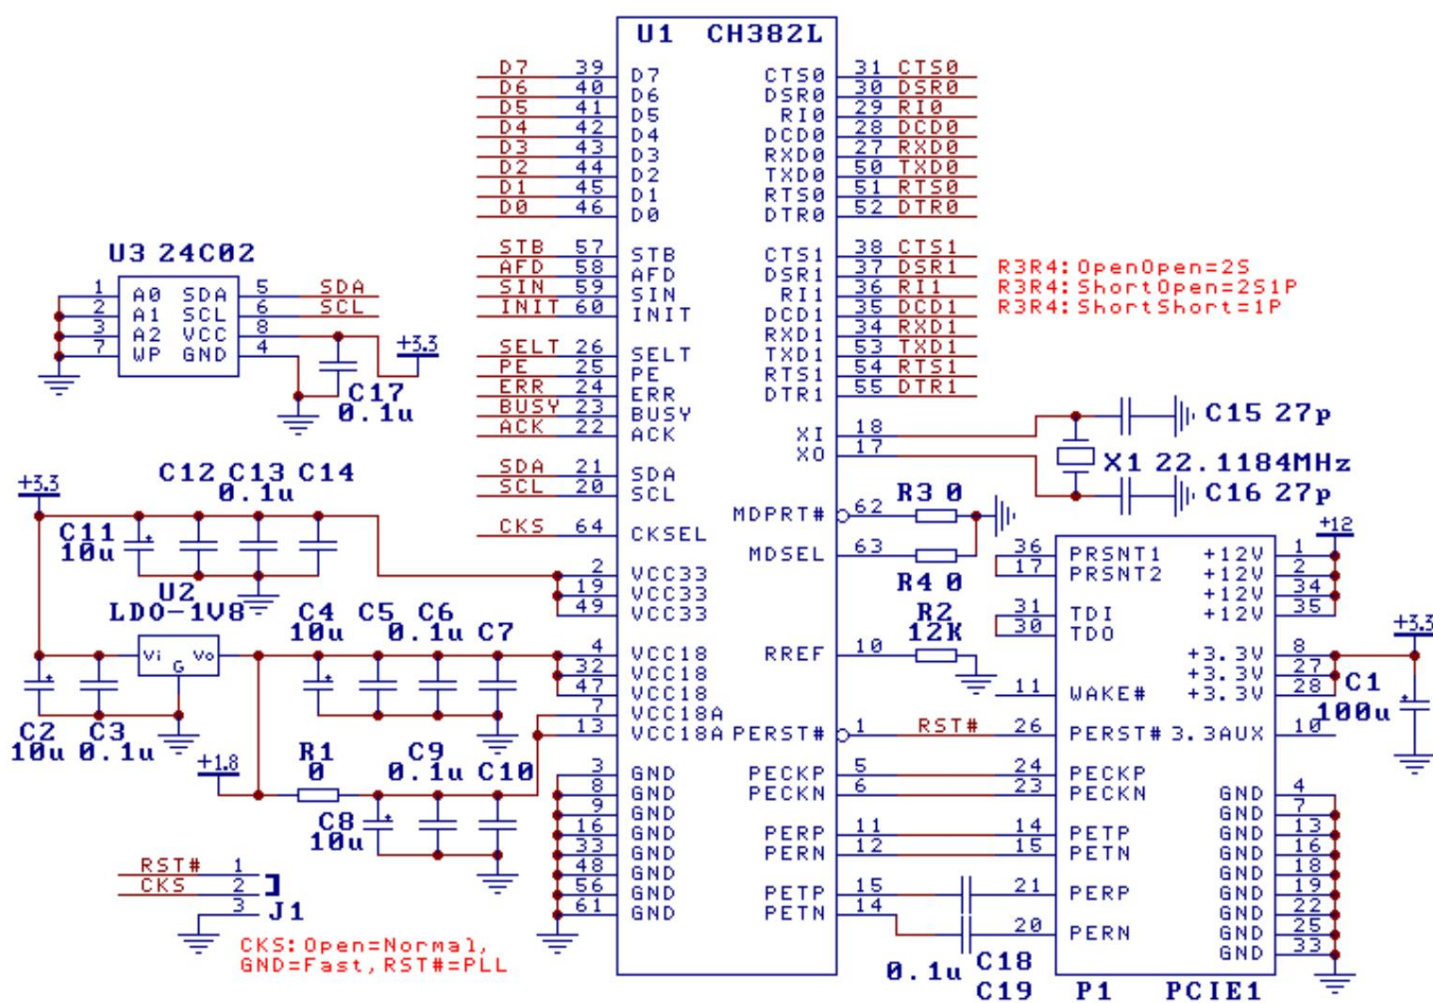 U1 CH382L
D7 39 D7 CTS0 31 CTS0
D6 40 D6 DSR0 30 DSR0
D5 41 D5 RI0 29 RI0
D4 42 D4 DCD0 28 DCD0
D3 43 D3 RXD0 27 RXD0
D2 44 D2 TXD0 50 TXD0
D1 45 D1 RTS0 51 RTS0
D0 46 D0 DTR0 52 DTR0
STB 57 STB CTS1 38 CTS1
AFD 58 AFD DSR1 37 DSR1
SIN 59 SIN RI1 36 RI1
INIT 60 INIT DCD1 35 DCD1
RXD1 34 RXD1
SELT 26 SELT TXD1 53 TXD1
PE 25 PE RTS1 54 RTS1
ERR 24 ERR DTR1 55 DTR1
BUSY 23 BUSY
ACK 22 ACK XI 18
XO 17
SDA 21 SDA
SCL 20 SCL
MDPRT# 62
CKS 64 CKSEL
MDSEL 63
2 VCC33
19 VCC33
49 VCC33
4 VCC18 RREF 10
32 VCC18
47 VCC18
7 VCC18A
13 VCC18A PERST# 1 RST#
3 GND PECKP 5
8 GND PECKN 6
9 GND
16 GND PERP 11
33 GND PERN 12
48 GND
56 GND PETP 15
61 GND PETN 14
R3R4:OpenOpen=2S
R3R4:ShortOpen=2S1P
R3R4:ShortShort=1P
U3 24C02
1 A0 SDA 5 SDA
2 A1 SCL 6 SCL
3 A2 VCC 8
7 WP GND 4
+3.3
C17
0.1u
C15 27p
X1 22.1184MHz
C16 27p
R3 0
R4 0
R2
12K
+3.3
C12 C13 C14
0.1u
C11
10u
U2
LDO-1V8
Vi Vo
G
C2
10u
C3
0.1u
C4
10u
C5 C6 C7
0.1u
+1.8
R1
0
C9
0.1u C10
C8
10u
RST# 1
CKS 2
3
J1
CKS:Open=Normal,
GND=Fast,RST#=PLL
+12
36 PRSNT1 +12V 1
17 PRSNT2 +12V 2
+12V 34
31 TDI +12V 35
30 TDO
+3.3V 8
+3.3V 27
11 WAKE# +3.3V 28
26 PERST# 3.3AUX 10
24 PECKP
23 PECKN GND 4
GND 7
14 PETP GND 13
15 PETN GND 16
GND 18
21 PERP GND 19
GND 22
20 PERN GND 25
GND 33
+3.3
C1
100u
0.1u C18
C19
P1 PCIE1